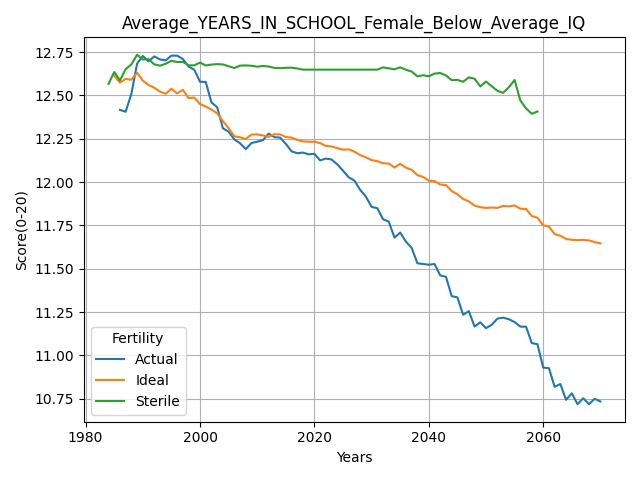 Average_YEARS_IN_SCHOOL_Female_Below_Average_IQ
Score(0-20)
12.75
12.50
12.25
12.00
11.75
11.50
11.25
11.00
10.75
Fertility
Actual
Ideal
Sterile
1980
2000
2020
2040
2060
Years